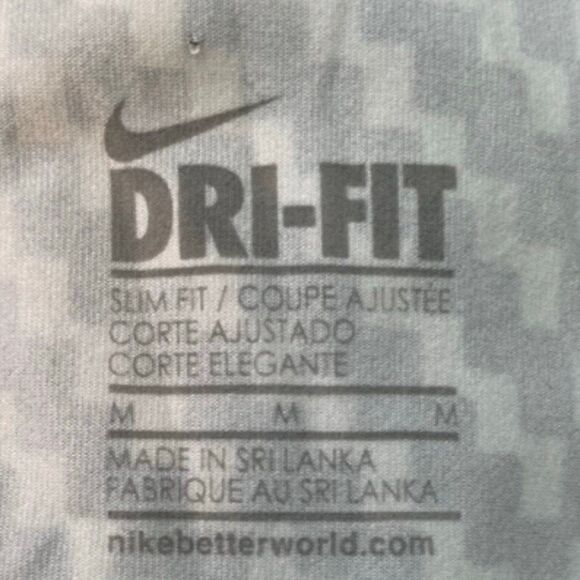 DRI-FIT
SLIM FIT / COUPE AJUSTÉE
CORTE AJUSTADO
CORTE ELEGANTE
M M M
MADE IN SRI LANKA
FABRIQUE AU SRI LANKA
nikebetterworld.com